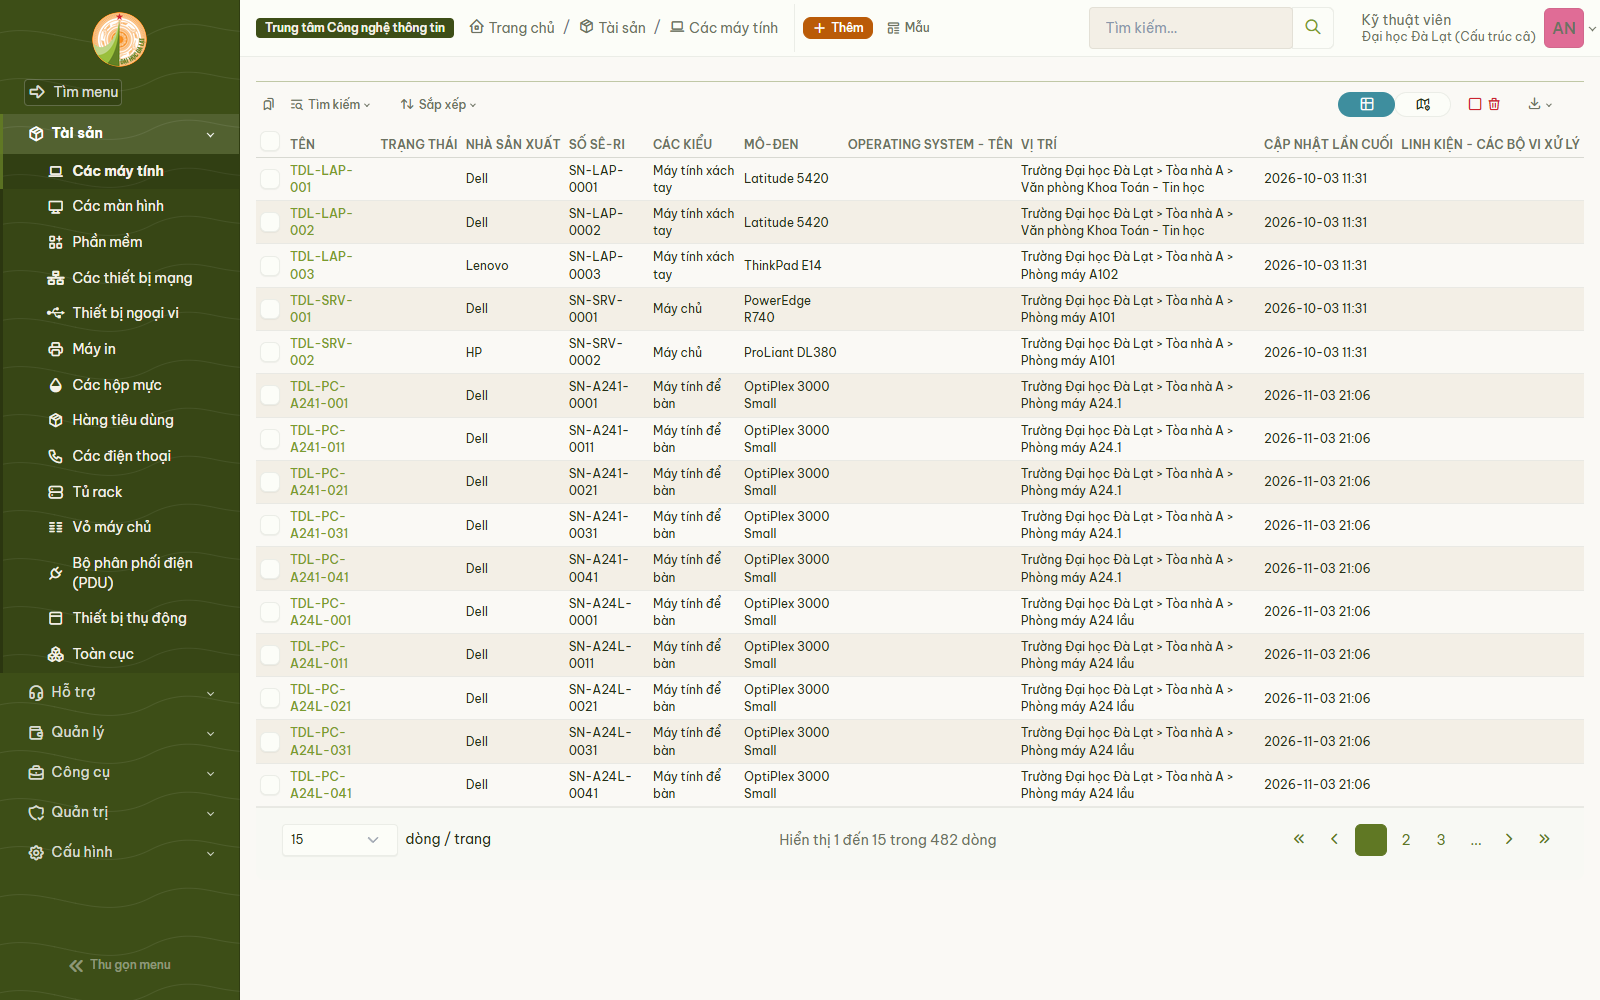 ĐẠI HỌC ĐÀ LẠT
Tìm menu
Tài sản
Các máy tính
Các màn hình
Phần mềm
Các thiết bị mạng
Thiết bị ngoại vi
Máy in
Các hộp mực
Hàng tiêu dùng
Các điện thoại
Tủ rack
Vỏ máy chủ
Bộ phân phối điện
(PDU)
Thiết bị thụ động
Toàn cục
Hỗ trợ
Quản lý
Công cụ
Quản trị
Cấu hình
Thu gọn menu
Trung tâm Công nghệ thông tin Trang chủ / Tài sản / Các máy tính + Thêm Mẫu Tìm kiếm... Kỹ thuật viên
Đại học Đà Lạt (Cấu trúc câ) AN
Tìm kiếm Sắp xếp
TÊN TRẠNG THÁI NHÀ SẢN XUẤT SỐ SÊ-RI CÁC KIỂU MÔ-ĐEN OPERATING SYSTEM - TÊN VỊ TRÍ CẬP NHẬT LẦN CUỐI LINH KIỆN - CÁC BỘ VI XỬ LÝ
TDL-LAP- SN-LAP- Máy tính xách Trường Đại học Đà Lạt > Tòa nhà A >
001 Dell 0001 tay Latitude 5420 Văn phòng Khoa Toán - Tin học 2026-10-03 11:31
TDL-LAP- SN-LAP- Máy tính xách Trường Đại học Đà Lạt > Tòa nhà A >
002 Dell 0002 tay Latitude 5420 Văn phòng Khoa Toán - Tin học 2026-10-03 11:31
TDL-LAP- SN-LAP- Máy tính xách Trường Đại học Đà Lạt > Tòa nhà A >
003 Lenovo 0003 tay ThinkPad E14 Phòng máy A102 2026-10-03 11:31
TDL-SRV- SN-SRV- PowerEdge Trường Đại học Đà Lạt > Tòa nhà A >
001 Dell 0001 Máy chủ R740 Phòng máy A101 2026-10-03 11:31
TDL-SRV- SN-SRV- Trường Đại học Đà Lạt > Tòa nhà A >
002 HP 0002 Máy chủ ProLiant DL380 Phòng máy A101 2026-10-03 11:31
TDL-PC- SN-A241- Máy tính để OptiPlex 3000 Trường Đại học Đà Lạt > Tòa nhà A >
A241-001 Dell 0001 bàn Small Phòng máy A24.1 2026-11-03 21:06
TDL-PC- SN-A241- Máy tính để OptiPlex 3000 Trường Đại học Đà Lạt > Tòa nhà A >
A241-011 Dell 0011 bàn Small Phòng máy A24.1 2026-11-03 21:06
TDL-PC- SN-A241- Máy tính để OptiPlex 3000 Trường Đại học Đà Lạt > Tòa nhà A >
A241-021 Dell 0021 bàn Small Phòng máy A24.1 2026-11-03 21:06
TDL-PC- SN-A241- Máy tính để OptiPlex 3000 Trường Đại học Đà Lạt > Tòa nhà A >
A241-031 Dell 0031 bàn Small Phòng máy A24.1 2026-11-03 21:06
TDL-PC- SN-A241- Máy tính để OptiPlex 3000 Trường Đại học Đà Lạt > Tòa nhà A >
A241-041 Dell 0041 bàn Small Phòng máy A24.1 2026-11-03 21:06
TDL-PC- SN-A24L- Máy tính để OptiPlex 3000 Trường Đại học Đà Lạt > Tòa nhà A >
A24L-001 Dell 0001 bàn Small Phòng máy A24 lầu 2026-11-03 21:06
TDL-PC- SN-A24L- Máy tính để OptiPlex 3000 Trường Đại học Đà Lạt > Tòa nhà A >
A24L-011 Dell 0011 bàn Small Phòng máy A24 lầu 2026-11-03 21:06
TDL-PC- SN-A24L- Máy tính để OptiPlex 3000 Trường Đại học Đà Lạt > Tòa nhà A >
A24L-021 Dell 0021 bàn Small Phòng máy A24 lầu 2026-11-03 21:06
TDL-PC- SN-A24L- Máy tính để OptiPlex 3000 Trường Đại học Đà Lạt > Tòa nhà A >
A24L-031 Dell 0031 bàn Small Phòng máy A24 lầu 2026-11-03 21:06
TDL-PC- SN-A24L- Máy tính để OptiPlex 3000 Trường Đại học Đà Lạt > Tòa nhà A >
A24L-041 Dell 0041 bàn Small Phòng máy A24 lầu 2026-11-03 21:06
15 dòng / trang Hiển thị 1 đến 15 trong 482 dòng « ‹ 2 3 ... › »